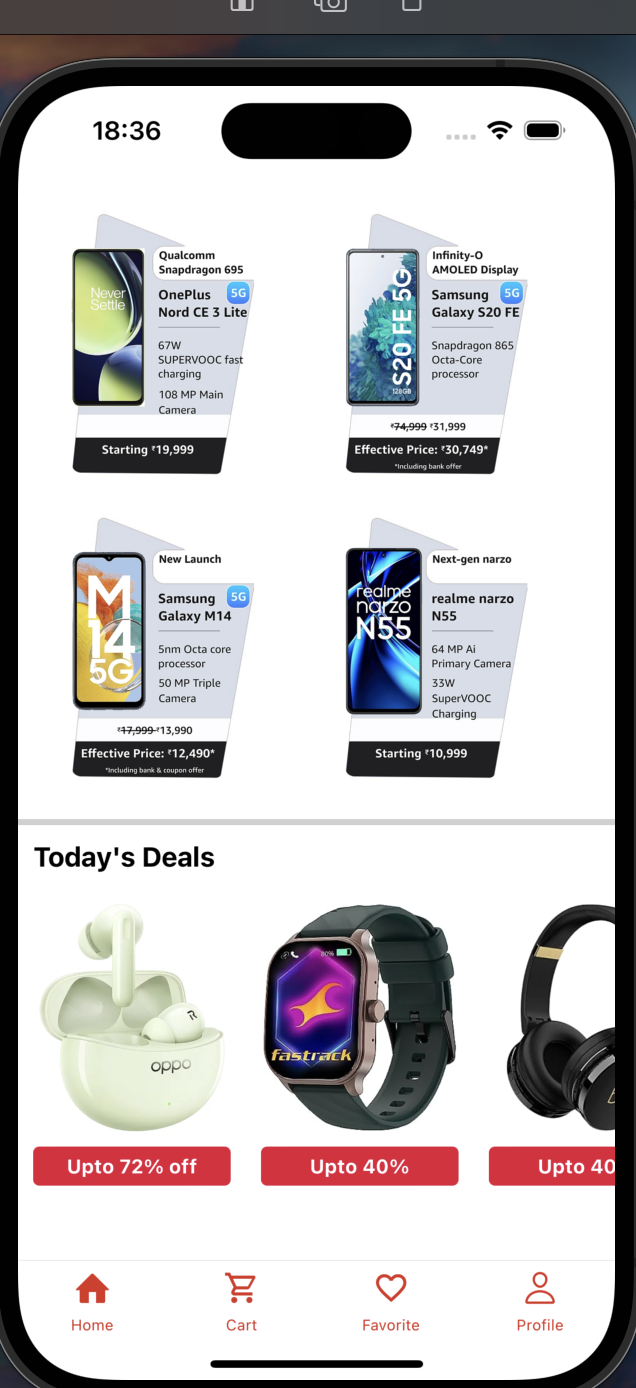 18:36
Qualcomm
Snapdragon 695
OnePlus 5G
Nord CE 3 Lite
67W
SUPERVOOC fast
charging
108 MP Main
Camera
Never
Settle
Starting ₹19,999
Infinity-O
AMOLED Display
Samsung 5G
Galaxy S20 FE
Snapdragon 865
Octa-Core
processor
S20 FE 5G
128GB
₹74,999 ₹31,999
Effective Price: ₹30,749*
*Including bank offer
New Launch
Samsung 5G
Galaxy M14
5nm Octa core
processor
50 MP Triple
Camera
M
14
5G
₹17,999 ₹13,990
Effective Price: ₹12,490*
*Including bank & coupon offer
Next-gen narzo
realme narzo
N55
64 MP Ai
Primary Camera
33W
SuperVOOC
Charging
realme
narzo
N55
Starting ₹10,999
Today's Deals
R
oppo
80%
fastrack
Upto 72% off
Upto 40%
Upto 40
Home
Cart
Favorite
Profile